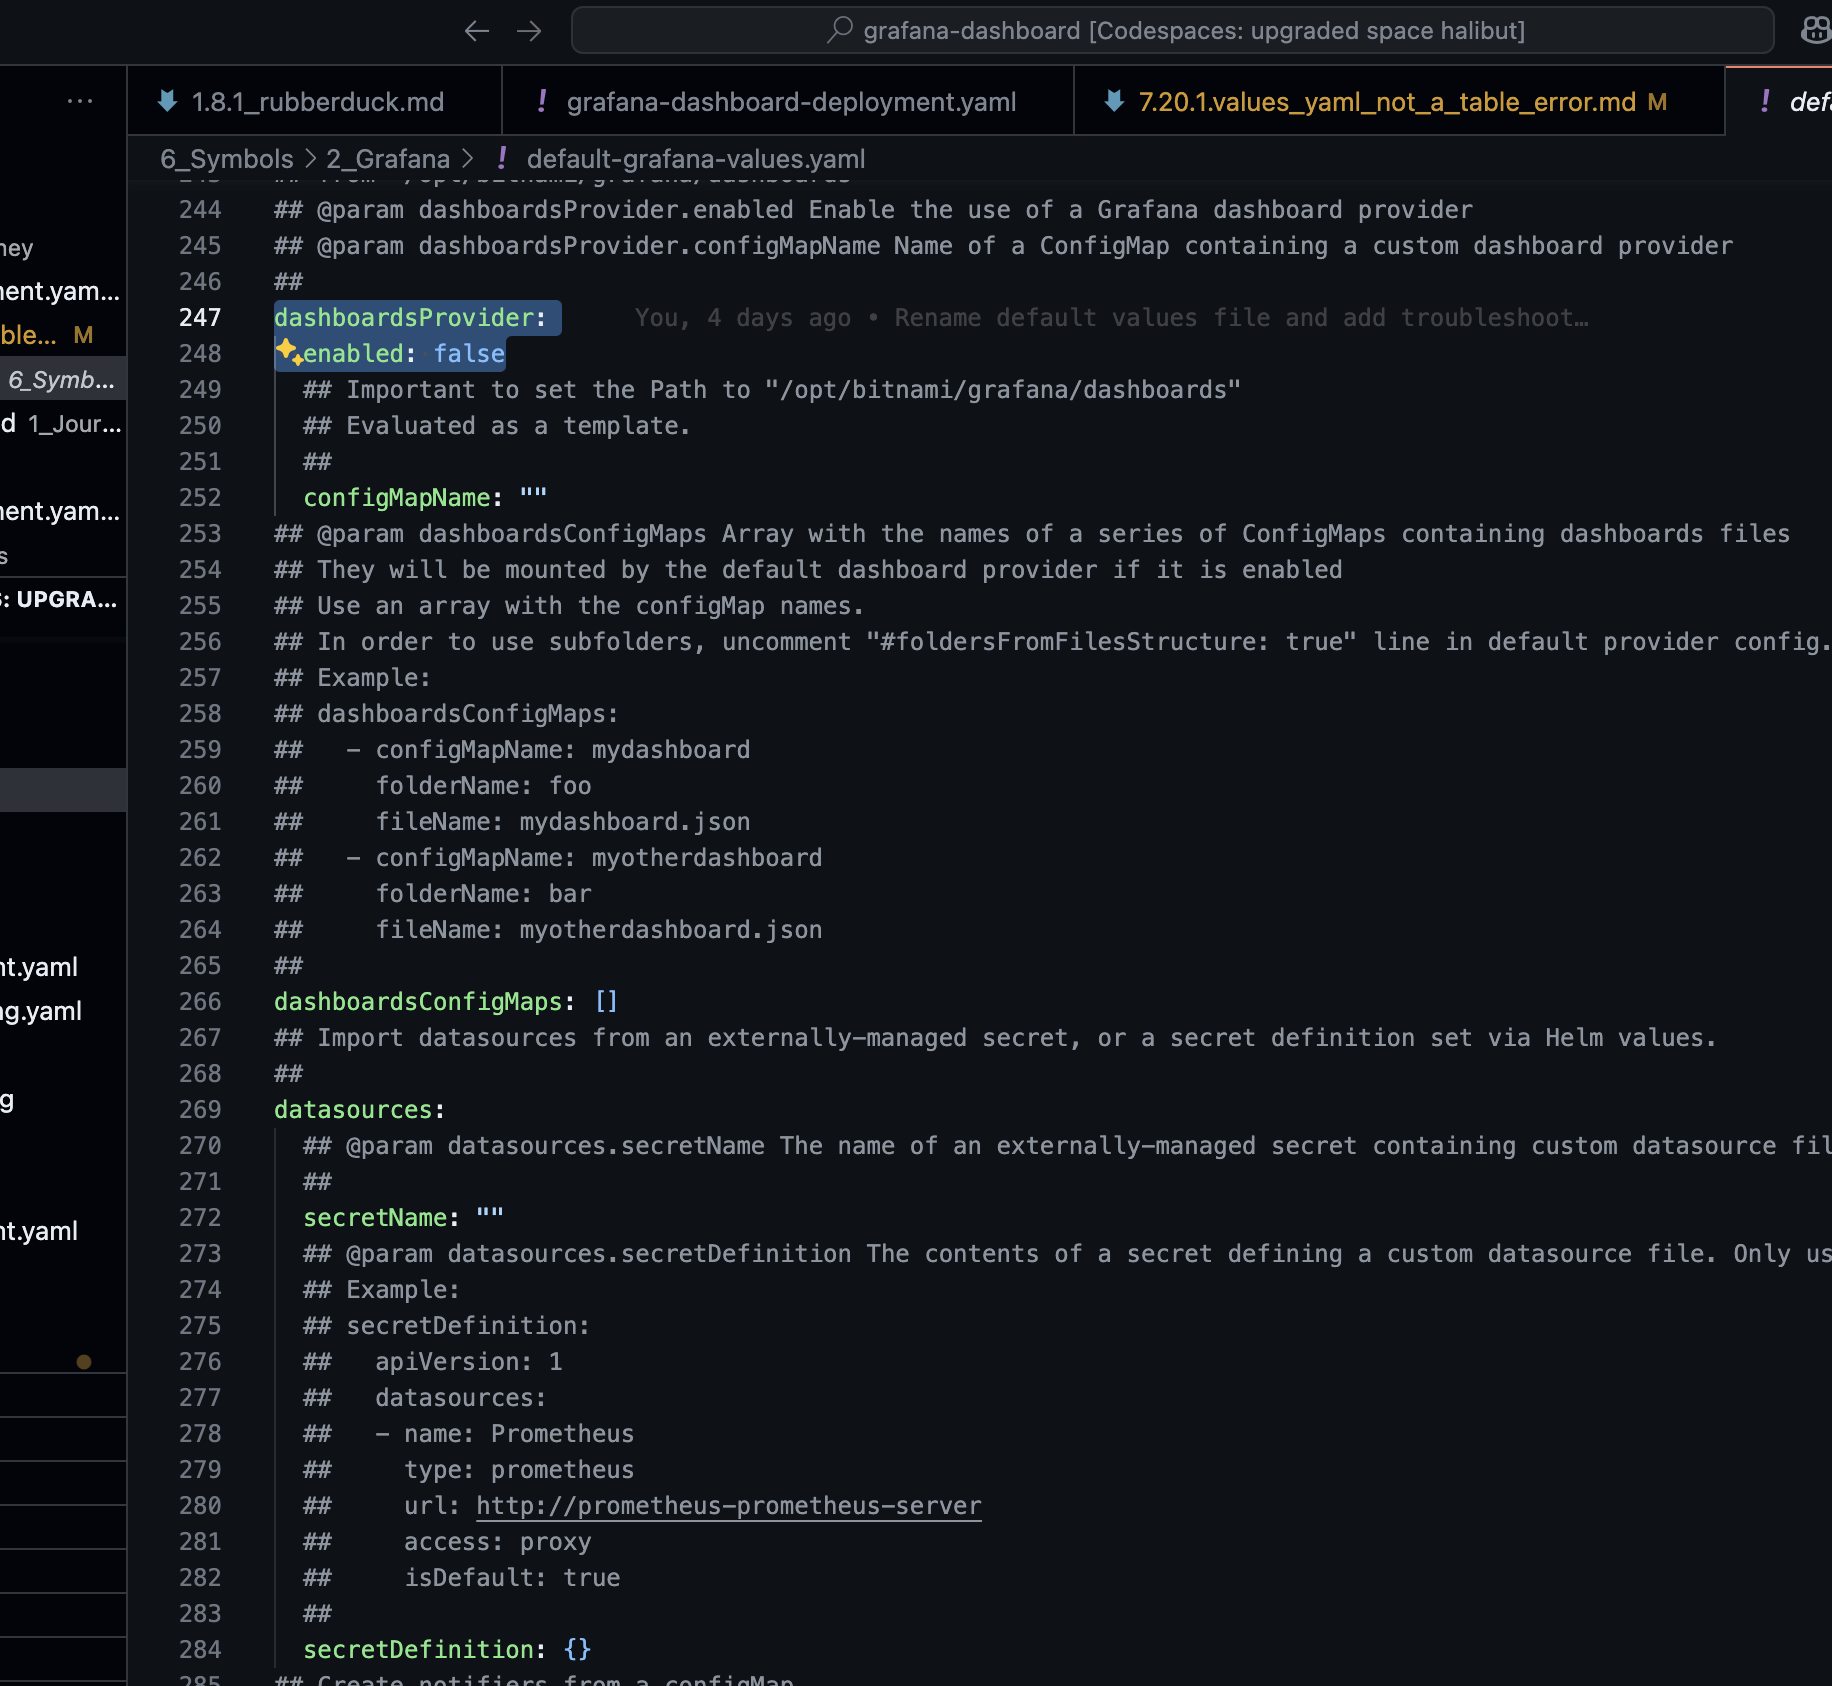 grafana-dashboard [Codespaces: upgraded space halibut]
...
1.8.1_rubberduck.md
! grafana-dashboard-deployment.yaml
7.20.1.values_yaml_not_a_table_error.md M
!
6_Symbols > 2_Grafana > ! default-grafana-values.yaml
ent.yam...
ble... M
6_Symb...
d 1_Jour...
ent.yam...
s
: UPGRA...
t.yaml
g.yaml
g
t.yaml
244 ## @param dashboardsProvider.enabled Enable the use of a Grafana dashboard provider
245 ## @param dashboardsProvider.configMapName Name of a ConfigMap containing a custom dashboard provider
246 ##
247 dashboardsProvider: You, 4 days ago • Rename default values file and add troubleshoot…
248 enabled: false
249 ## Important to set the Path to "/opt/bitnami/grafana/dashboards"
250 ## Evaluated as a template.
251 ##
252 configMapName: ""
253 ## @param dashboardsConfigMaps Array with the names of a series of ConfigMaps containing dashboards files
254 ## They will be mounted by the default dashboard provider if it is enabled
255 ## Use an array with the configMap names.
256 ## In order to use subfolders, uncomment "#foldersFromFilesStructure: true" line in default provider config.
257 ## Example:
258 ## dashboardsConfigMaps:
259 ## - configMapName: mydashboard
260 ## folderName: foo
261 ## fileName: mydashboard.json
262 ## - configMapName: myotherdashboard
263 ## folderName: bar
264 ## fileName: myotherdashboard.json
265 ##
266 dashboardsConfigMaps: []
267 ## Import datasources from an externally-managed secret, or a secret definition set via Helm values.
268 ##
269 datasources:
270 ## @param datasources.secretName The name of an externally-managed secret containing custom datasource fil
271 ##
272 secretName: ""
273 ## @param datasources.secretDefinition The contents of a secret defining a custom datasource file. Only us
274 ## Example:
275 ## secretDefinition:
276 ## apiVersion: 1
277 ## datasources:
278 ## - name: Prometheus
279 ## type: prometheus
280 ## url: http://prometheus-prometheus-server
281 ## access: proxy
282 ## isDefault: true
283 ##
284 secretDefinition: {}
285 ## Create notifiers from a configMap